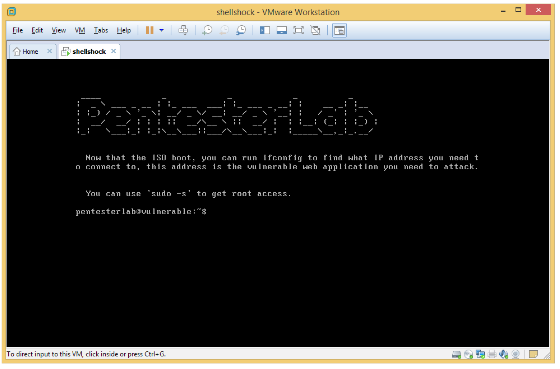 shellshock - VMware Workstation
File Edit View VM Tabs Help
Home shellshock
PentesterLab
Now that the ISO boot, you can run ifconfig to find what IP address you need t
o connect to, this address is the vulnerable web application you need to attack.
You can use 'sudo -s' to get root access.
pentesterlab@vulnerable:~$
To direct input to this VM, click inside or press Ctrl+G.